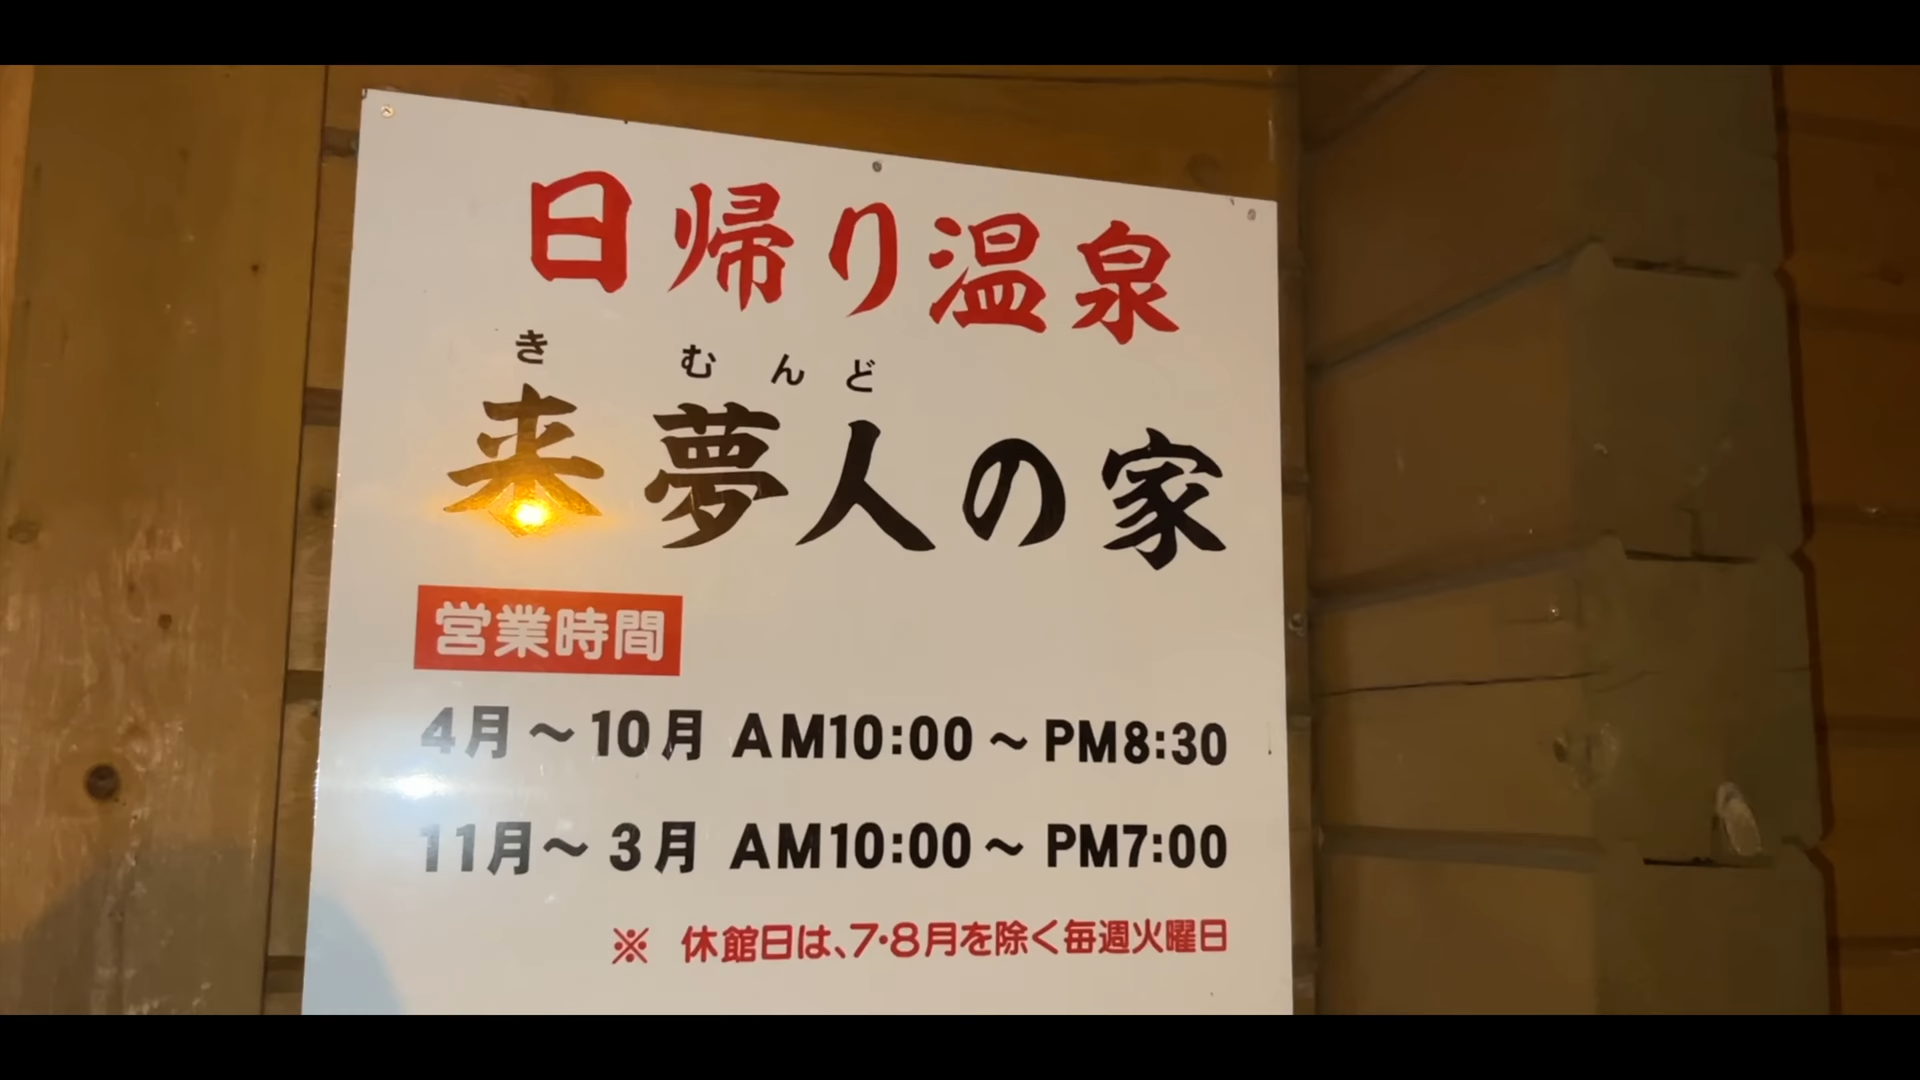 日帰り温泉
き むんど
来夢人の家
営業時間
4月～10月 AM10:00～PM8:30
11月～3月 AM10:00～PM7:00
※ 休館日は、7・8月を除く毎週火曜日